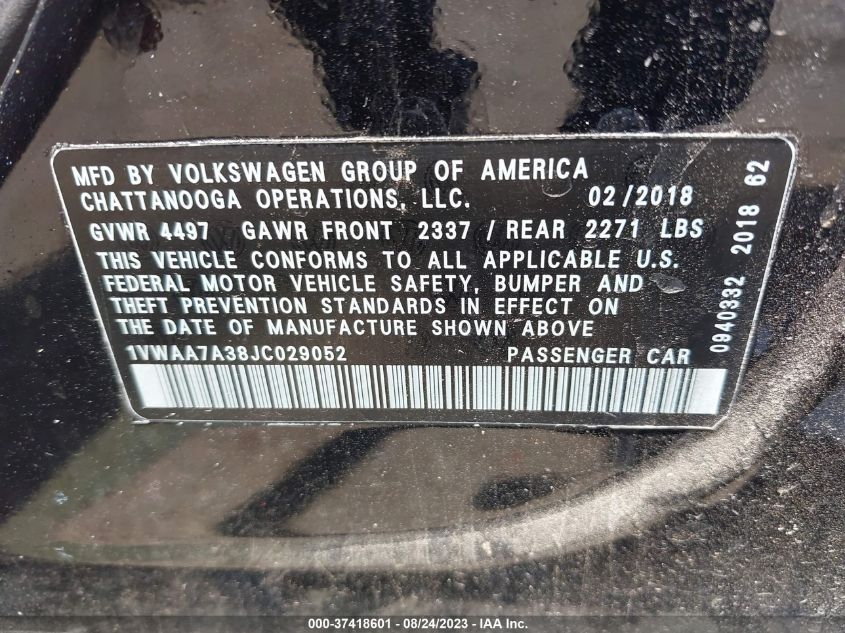 MFD BY VOLKSWAGEN GROUP OF AMERICA
CHATTANOOGA OPERATIONS, LLC. 02/2018
GVWR 4497 GAWR FRONT 2337 / REAR 2271 LBS
THIS VEHICLE CONFORMS TO ALL APPLICABLE U.S.
FEDERAL MOTOR VEHICLE SAFETY, BUMPER AND
THEFT PREVENTION STANDARDS IN EFFECT ON
THE DATE OF MANUFACTURE SHOWN ABOVE
1VWAA7A38JC029052 PASSENGER CAR
0940332 2018 62
000-37418601 - 08/24/2023 - IAA Inc.